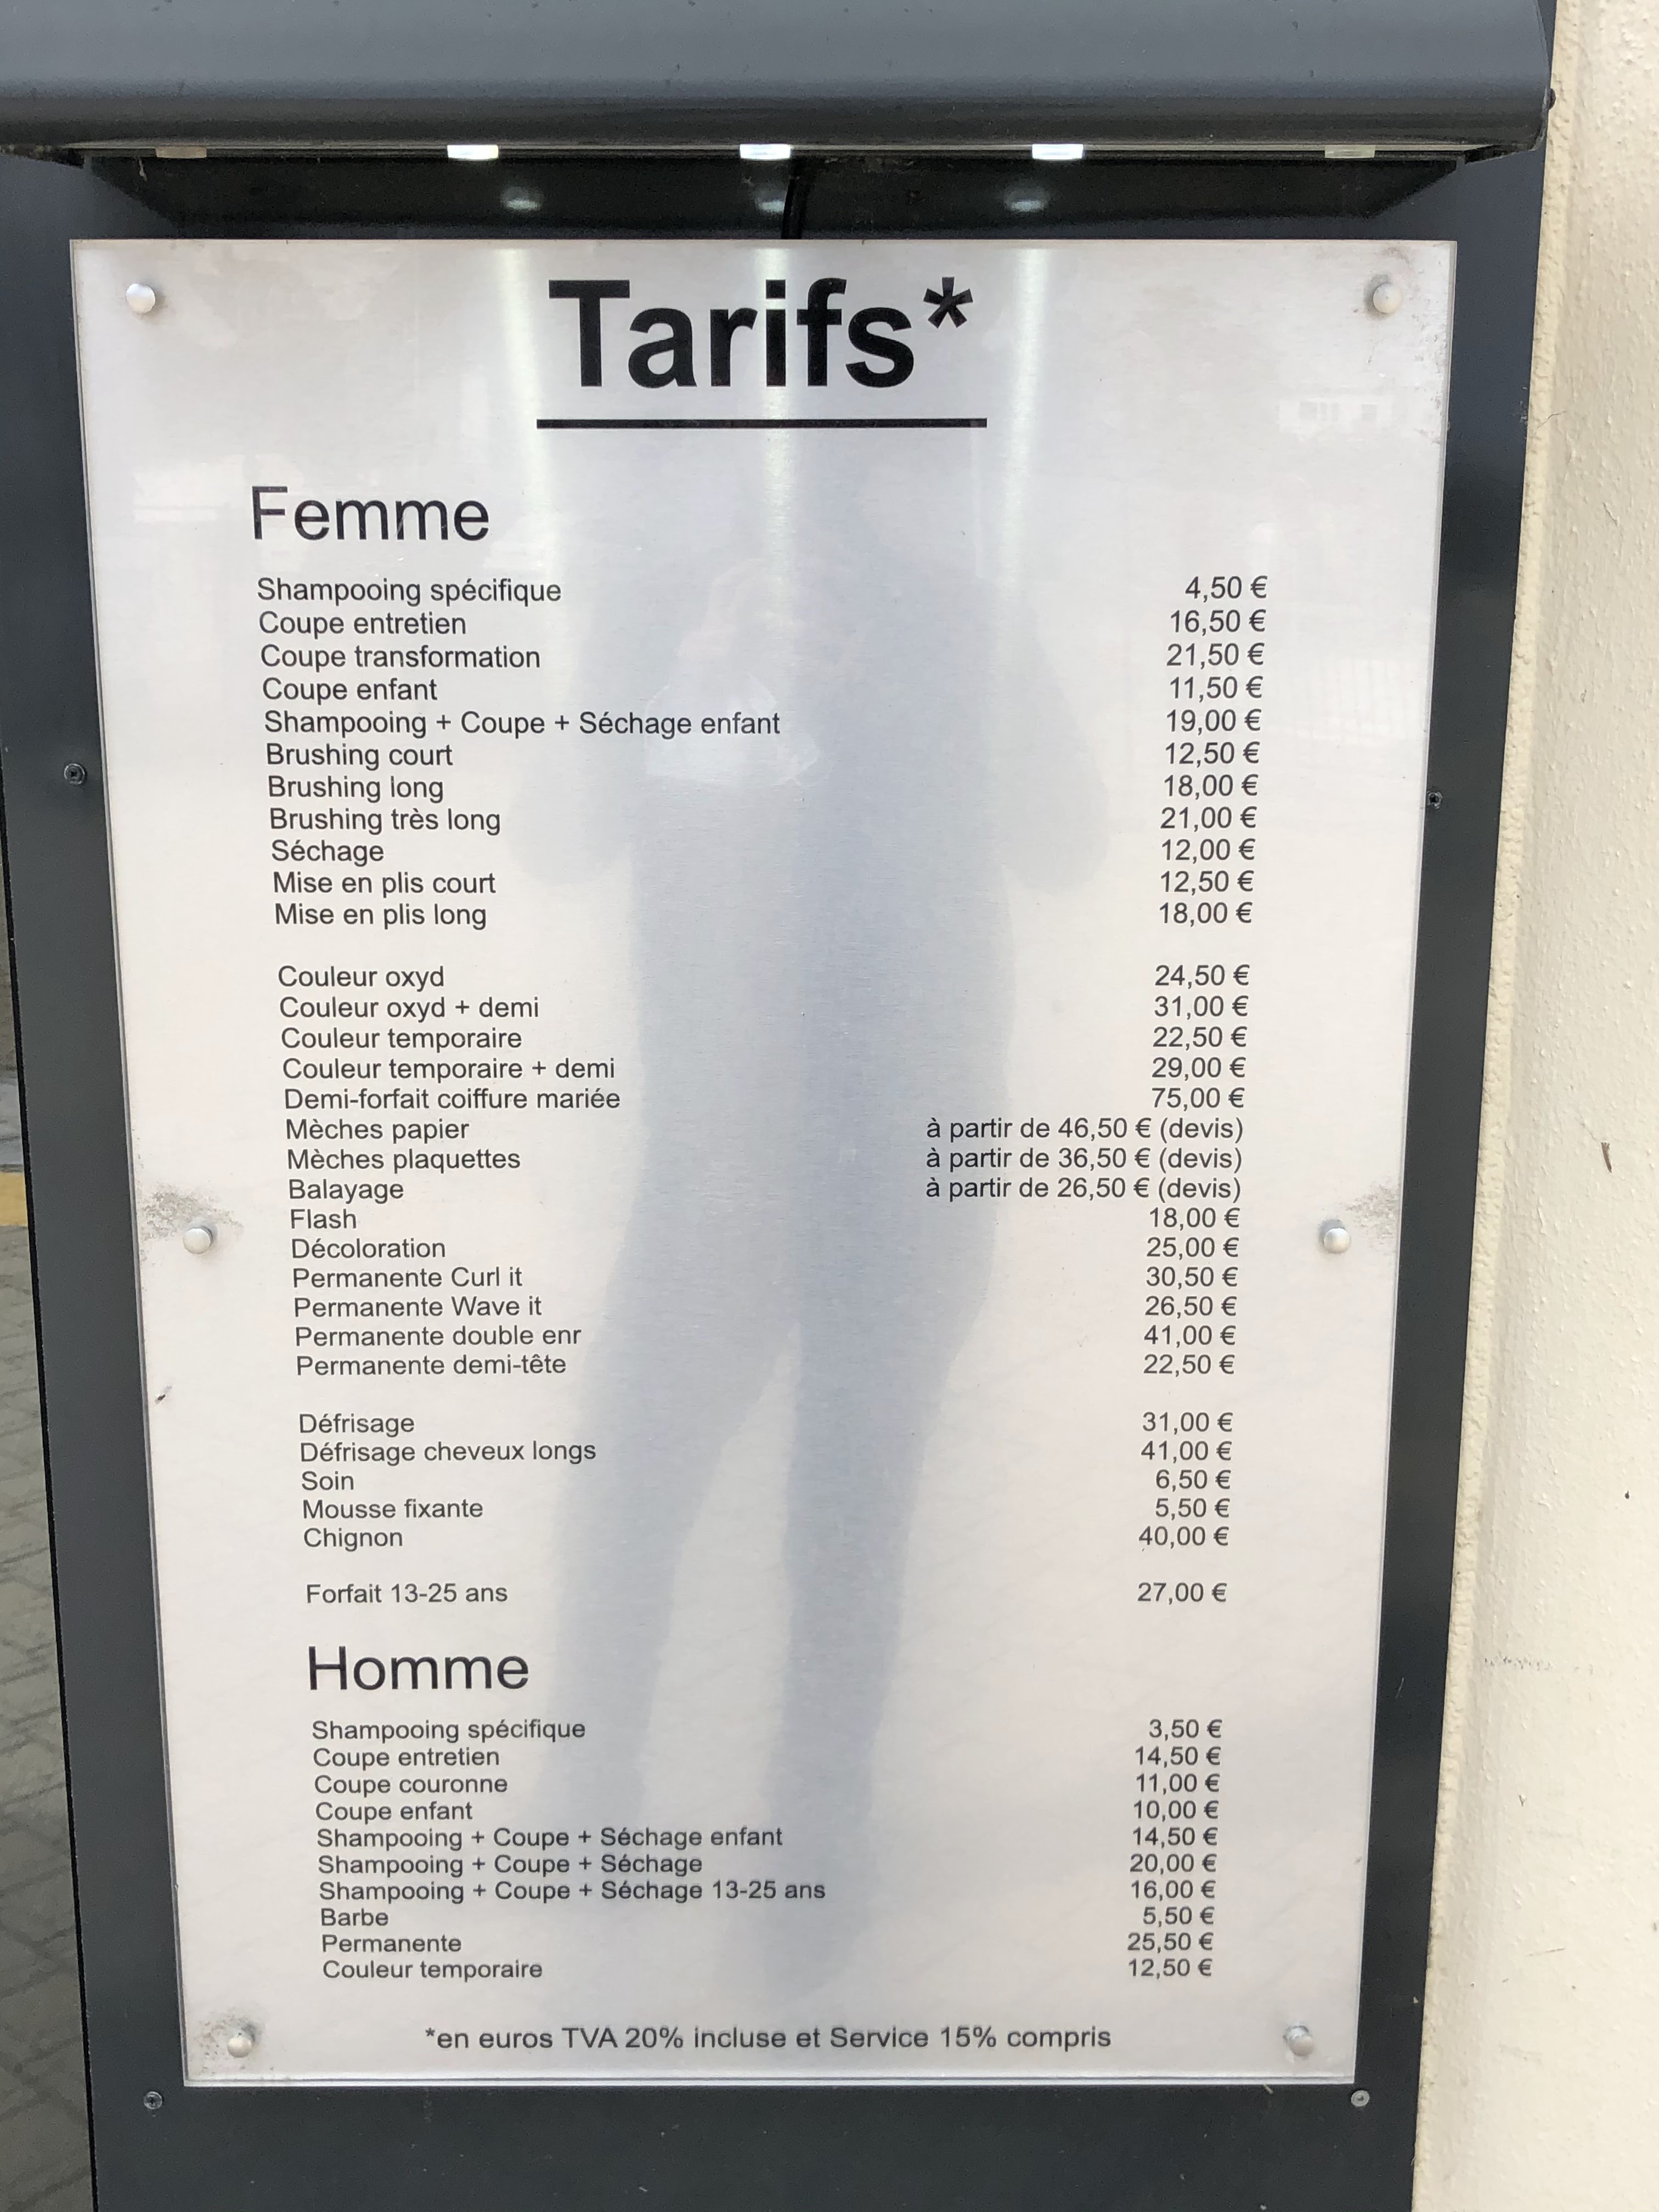 Tarifs*
Femme
Shampooing spécifique 4,50 €
Coupe entretien 16,50 €
Coupe transformation 21,50 €
Coupe enfant 11,50 €
Shampooing + Coupe + Séchage enfant 19,00 €
Brushing court 12,50 €
Brushing long 18,00 €
Brushing très long 21,00 €
Séchage 12,00 €
Mise en plis court 12,50 €
Mise en plis long 18,00 €
Couleur oxyd 24,50 €
Couleur oxyd + demi 31,00 €
Couleur temporaire 22,50 €
Couleur temporaire + demi 29,00 €
Demi-forfait coiffure mariée 75,00 €
Mèches papier à partir de 46,50 € (devis)
Mèches plaquettes à partir de 36,50 € (devis)
Balayage à partir de 26,50 € (devis)
Flash 18,00 €
Décoloration 25,00 €
Permanente Curl it 30,50 €
Permanente Wave it 26,50 €
Permanente double enr 41,00 €
Permanente demi-tête 22,50 €
Défrisage 31,00 €
Défrisage cheveux longs 41,00 €
Soin 6,50 €
Mousse fixante 5,50 €
Chignon 40,00 €
Forfait 13-25 ans 27,00 €
Homme
Shampooing spécifique 3,50 €
Coupe entretien 14,50 €
Coupe couronne 11,00 €
Coupe enfant 10,00 €
Shampooing + Coupe + Séchage enfant 14,50 €
Shampooing + Coupe + Séchage 20,00 €
Shampooing + Coupe + Séchage 13-25 ans 16,00 €
Barbe 5,50 €
Permanente 25,50 €
Couleur temporaire 12,50 €
*en euros TVA 20% incluse et Service 15% compris